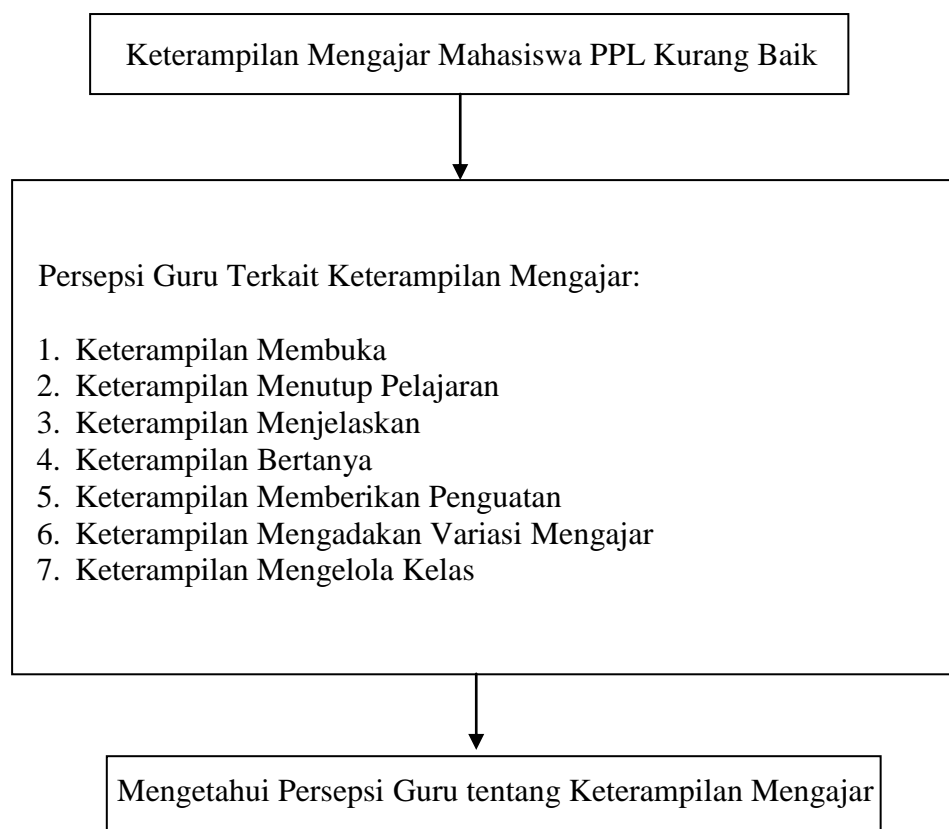 Keterampilan Mengajar Mahasiswa PPL Kurang Baik
Persepsi Guru Terkait Keterampilan Mengajar:
1. Keterampilan Membuka
2. Keterampilan Menutup Pelajaran
3. Keterampilan Menjelaskan
4. Keterampilan Bertanya
5. Keterampilan Memberikan Penguatan
6. Keterampilan Mengadakan Variasi Mengajar
7. Keterampilan Mengelola Kelas
Mengetahui Persepsi Guru tentang Keterampilan Mengajar